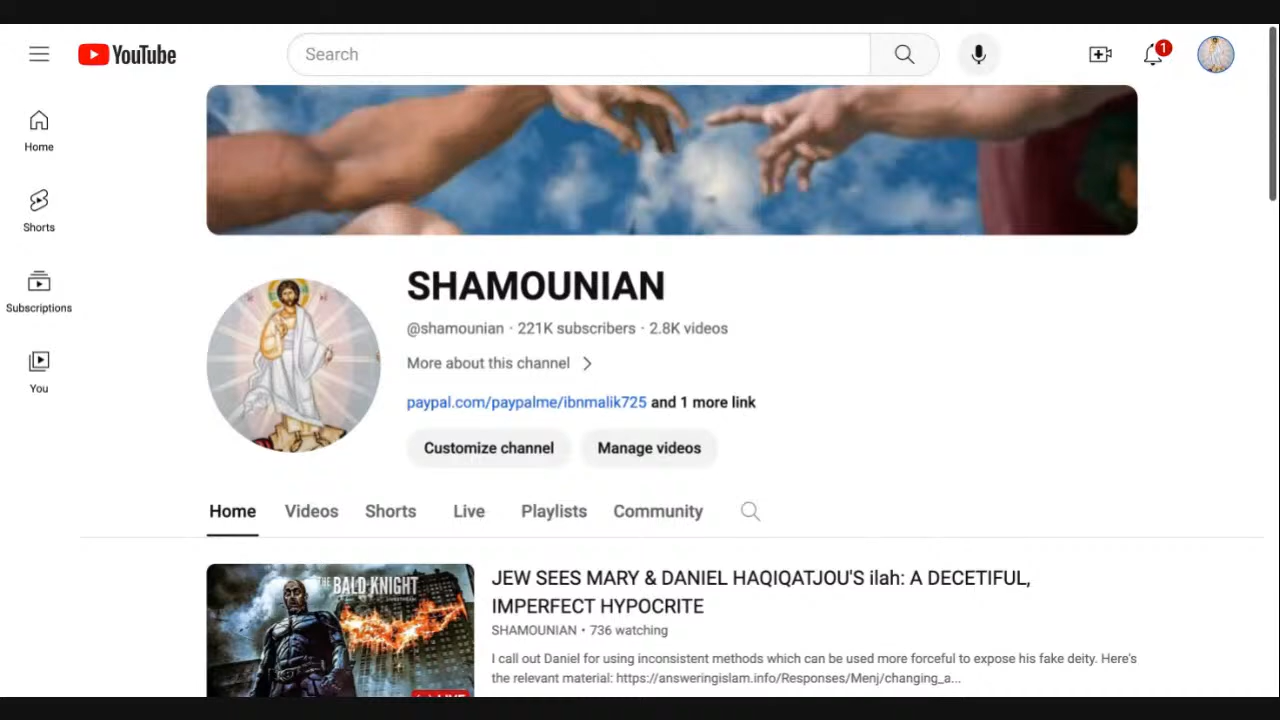 YouTube
Search
1
Home
Shorts
Subscriptions
You
SHAMOUNIAN
@shamounian · 221K subscribers · 2.8K videos
More about this channel
paypal.com/paypalme/ibnmalik725 and 1 more link
Customize channel
Manage videos
Home Videos Shorts Live Playlists Community
THE BALD KNIGHT
JEW SEES MARY & DANIEL HAQIQATJOU'S ilah: A DECETIFUL,
IMPERFECT HYPOCRITE
SHAMOUNIAN • 736 watching
I call out Daniel for using inconsistent methods which can be used more forceful to expose his fake deity. Here's
the relevant material: https://answeringislam.info/Responses/Menj/changing_a...